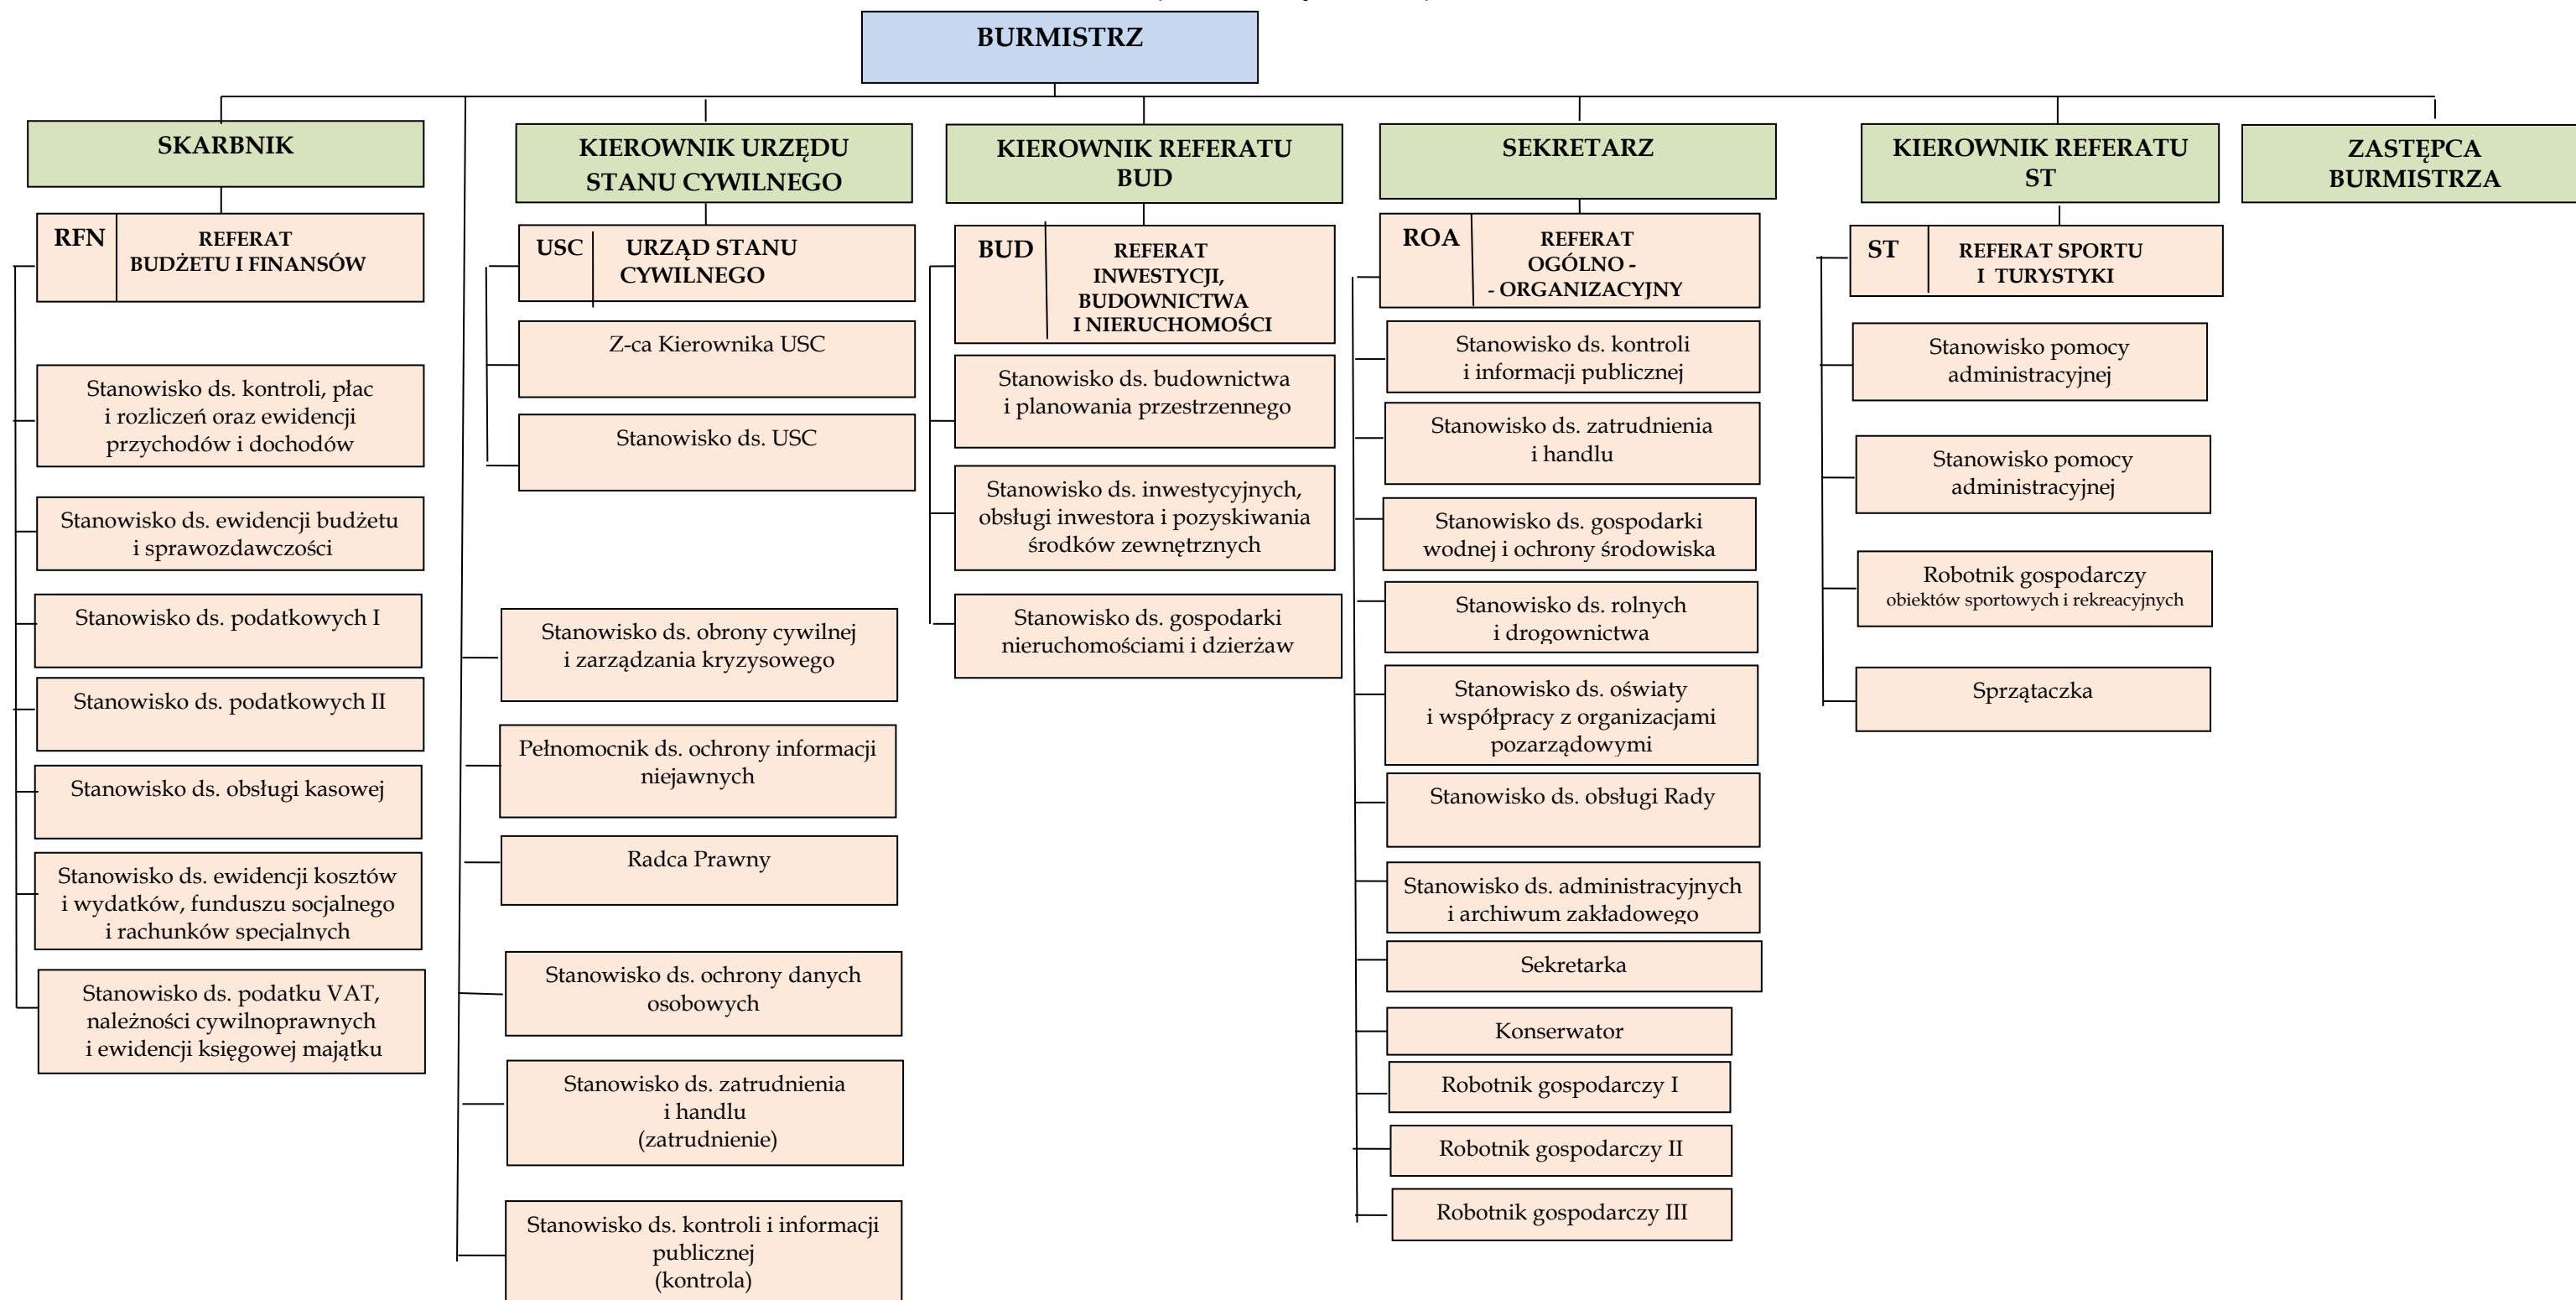 BURMISTRZ
SKARBNIK
RFN
REFERAT
BUDŻETU I FINANSÓW
Stanowisko ds. kontroli, płac
i rozliczeń oraz ewidencji
przychodów i dochodów
Stanowisko ds. ewidencji budżetu
i sprawozdawczości
Stanowisko ds. podatkowych I
Stanowisko ds. podatkowych II
Stanowisko ds. obsługi kasowej
Stanowisko ds. ewidencji kosztów
i wydatków, funduszu socjalnego
i rachunków specjalnych
Stanowisko ds. podatku VAT,
należności cywilnoprawnych
i ewidencji księgowej majątku
KIEROWNIK URZĘDU
STANU CYWILNEGO
USC
URZĄD STANU
CYWILNEGO
Z-ca Kierownika USC
Stanowisko ds. USC
Stanowisko ds. obrony cywilnej
i zarządzania kryzysowego
Pełnomocnik ds. ochrony informacji
niejawnych
Radca Prawny
Stanowisko ds. ochrony danych
osobowych
Stanowisko ds. zatrudnienia
i handlu
(zatrudnienie)
Stanowisko ds. kontroli i informacji
publicznej
(kontrola)
KIEROWNIK REFERATU
BUD
BUD
REFERAT
INWESTYCJI,
BUDOWNICTWA
I NIERUCHOMOŚCI
Stanowisko ds. budownictwa
i planowania przestrzennego
Stanowisko ds. inwestycyjnych,
obsługi inwestora i pozyskiwania
środków zewnętrznych
Stanowisko ds. gospodarki
nieruchomościami i dzierżaw
SEKRETARZ
ROA
REFERAT
OGÓLNO -
- ORGANIZACYJNY
Stanowisko ds. kontroli
i informacji publicznej
Stanowisko ds. zatrudnienia
i handlu
Stanowisko ds. gospodarki
wodnej i ochrony środowiska
Stanowisko ds. rolnych
i drogownictwa
Stanowisko ds. oświaty
i współpracy z organizacjami
pozarządowymi
Stanowisko ds. obsługi Rady
Stanowisko ds. administracyjnych
i archiwum zakładowego
Sekretarka
Konserwator
Robotnik gospodarczy I
Robotnik gospodarczy II
Robotnik gospodarczy III
KIEROWNIK REFERATU
ST
ST
REFERAT SPORTU
I TURYSTYKI
Stanowisko pomocy
administracyjnej
Stanowisko pomocy
administracyjnej
Robotnik gospodarczy
obiektów sportowych i rekreacyjnych
Sprzątaczka
ZASTĘPCA
BURMISTRZA